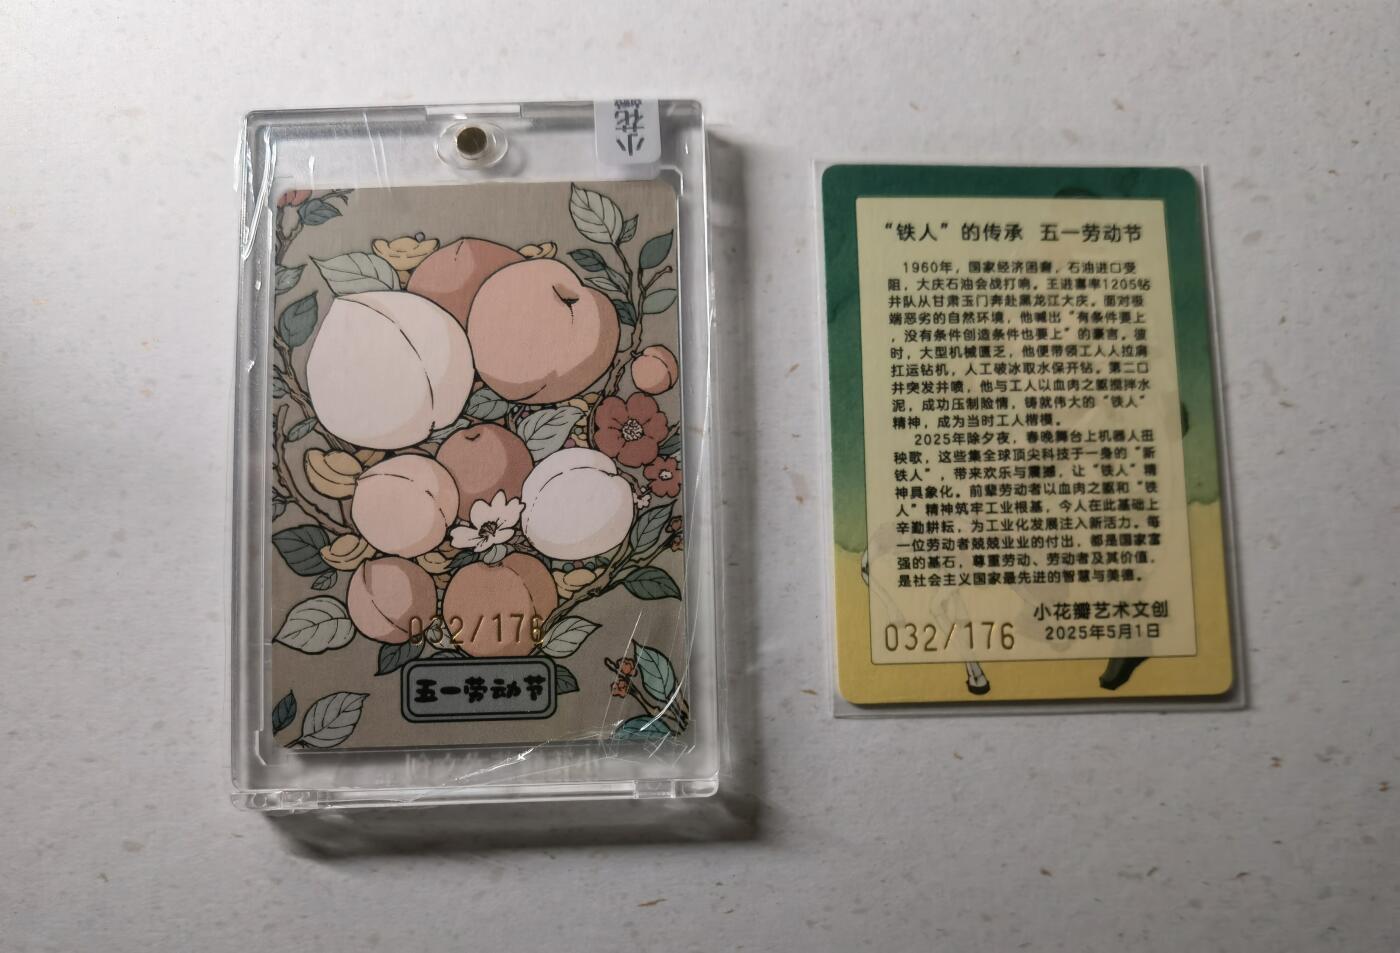 小花瓣
032/176
五一劳动节
“铁人”的传承 五一劳动节
1960年，国家经济困窘，石油进口受
阻，大庆石油会战打响。王进喜率1205钻
井队从甘肃玉门奔赴黑龙江大庆。面对极
端恶劣的自然环境，他喊出“有条件要上
，没有条件创造条件也要上”的豪言。彼
时，大型机械匮乏，他便带领工人人拉肩
扛运钻机，人工破冰取水保开钻。第二口
井突发井喷，他与工人以血肉之躯搅拌水
泥，成功压制险情，铸就伟大的“铁人”
精神，成为当时工人楷模。
2025年除夕夜，春晚舞台上机器人扭
秧歌，这些集全球顶尖科技于一身的“新
铁人”，带来欢乐与震撼，让“铁人”精
神具象化。前辈劳动者以血肉之躯和“铁
人”精神筑牢工业根基，今人在此基础上
辛勤耕耘，为工业化发展注入新活力。每
一位劳动者兢兢业业的付出，都是国家富
强的基石，尊重劳动、劳动者及其价值，
是社会主义国家最先进的智慧与美德。
小花瓣艺术文创
032/176 2025年5月1日